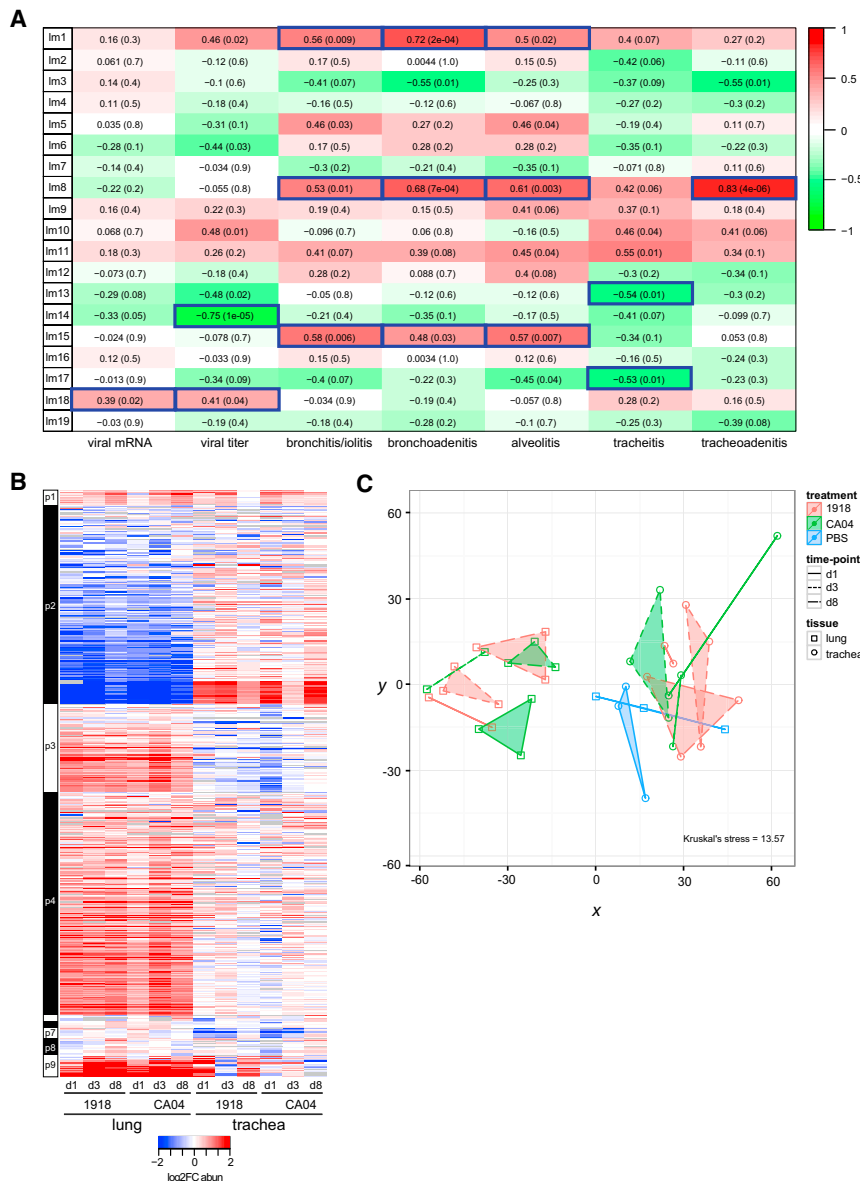 A
lm1 0.16 (0.3) 0.46 (0.02) 0.56 (0.009) 0.72 (2e−04) 0.5 (0.02) 0.4 (0.07) 0.27 (0.2)
lm2 0.061 (0.7) −0.12 (0.6) 0.17 (0.5) 0.0044 (1.0) 0.15 (0.5) −0.42 (0.06) −0.11 (0.6)
lm3 0.14 (0.4) −0.1 (0.6) −0.41 (0.07) −0.55 (0.01) −0.25 (0.3) −0.37 (0.09) −0.55 (0.01)
lm4 0.11 (0.5) −0.18 (0.4) −0.16 (0.5) −0.12 (0.6) −0.067 (0.8) −0.27 (0.2) −0.3 (0.2)
lm5 0.035 (0.8) −0.31 (0.1) 0.46 (0.03) 0.27 (0.2) 0.46 (0.04) −0.19 (0.4) 0.11 (0.7)
lm6 −0.28 (0.1) −0.44 (0.03) 0.17 (0.5) 0.28 (0.2) 0.28 (0.2) −0.35 (0.1) −0.22 (0.3)
lm7 −0.14 (0.4) −0.034 (0.9) −0.3 (0.2) −0.21 (0.4) −0.35 (0.1) −0.071 (0.8) 0.11 (0.6)
lm8 −0.22 (0.2) −0.055 (0.8) 0.53 (0.01) 0.68 (7e−04) 0.61 (0.003) 0.42 (0.06) 0.83 (4e−06)
lm9 0.16 (0.4) 0.22 (0.3) 0.19 (0.4) 0.15 (0.5) 0.41 (0.06) 0.37 (0.1) 0.18 (0.4)
lm10 0.068 (0.7) 0.48 (0.01) −0.096 (0.7) 0.06 (0.8) −0.16 (0.5) 0.46 (0.04) 0.41 (0.06)
lm11 0.18 (0.3) 0.26 (0.2) 0.41 (0.07) 0.39 (0.08) 0.45 (0.04) 0.55 (0.01) 0.34 (0.1)
lm12 −0.073 (0.7) −0.18 (0.4) 0.28 (0.2) 0.088 (0.7) 0.4 (0.08) −0.3 (0.2) −0.34 (0.1)
lm13 −0.29 (0.08) −0.48 (0.02) −0.05 (0.8) −0.12 (0.6) −0.12 (0.6) −0.54 (0.01) −0.3 (0.2)
lm14 −0.33 (0.05) −0.75 (1e−05) −0.21 (0.4) −0.35 (0.1) −0.17 (0.5) −0.41 (0.07) −0.099 (0.7)
lm15 −0.024 (0.9) −0.078 (0.7) 0.58 (0.006) 0.48 (0.03) 0.57 (0.007) −0.34 (0.1) 0.053 (0.8)
lm16 0.12 (0.5) −0.033 (0.9) 0.15 (0.5) 0.0034 (1.0) 0.12 (0.6) −0.16 (0.5) −0.24 (0.3)
lm17 −0.013 (0.9) −0.34 (0.09) −0.4 (0.07) −0.22 (0.3) −0.45 (0.04) −0.53 (0.01) −0.23 (0.3)
lm18 0.39 (0.02) 0.41 (0.04) −0.034 (0.9) −0.19 (0.4) −0.057 (0.8) 0.28 (0.2) 0.16 (0.5)
lm19 −0.03 (0.9) −0.19 (0.4) −0.18 (0.4) −0.28 (0.2) −0.1 (0.7) −0.25 (0.3) −0.39 (0.08)
viral mRNA viral titer bronchitis/iolitis bronchoadenitis alveolitis tracheitis tracheoadenitis
1
0.5
0
−0.5
−1
B
p1
p2
p3
p4
p7
p8
p9
d1 d3 d8 d1 d3 d8 d1 d3 d8 d1 d3 d8
1918 CA04 1918 CA04
lung trachea
−2 0 2
log2FC abun
C
60
30
y 0
-30
-60
-60 -30 0 30 60
x
Kruskal's stress = 13.57
treatment
1918
CA04
PBS
time-point
d1
d3
d8
tissue
lung
trachea